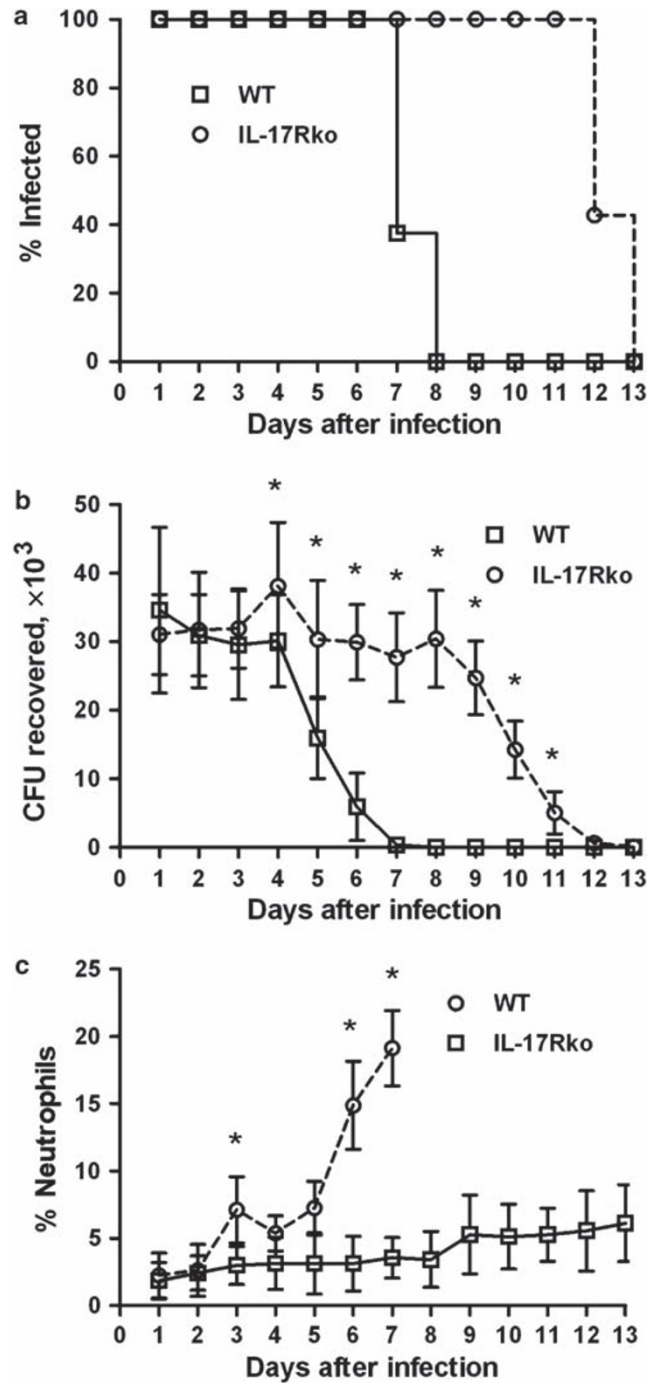 a
100
80
60
40
20
0
% Infected
WT
IL-17Rko
0 1 2 3 4 5 6 7 8 9 10 11 12 13
Days after infection
b
50
40
30
20
10
0
CFU recovered, ×10³
WT
IL-17Rko
* * * * * * * *
0 1 2 3 4 5 6 7 8 9 10 11 12 13
Days after infection
c
25
20
15
10
5
0
% Neutrophils
WT
IL-17Rko
* * *
0 1 2 3 4 5 6 7 8 9 10 11 12 13
Days after infection